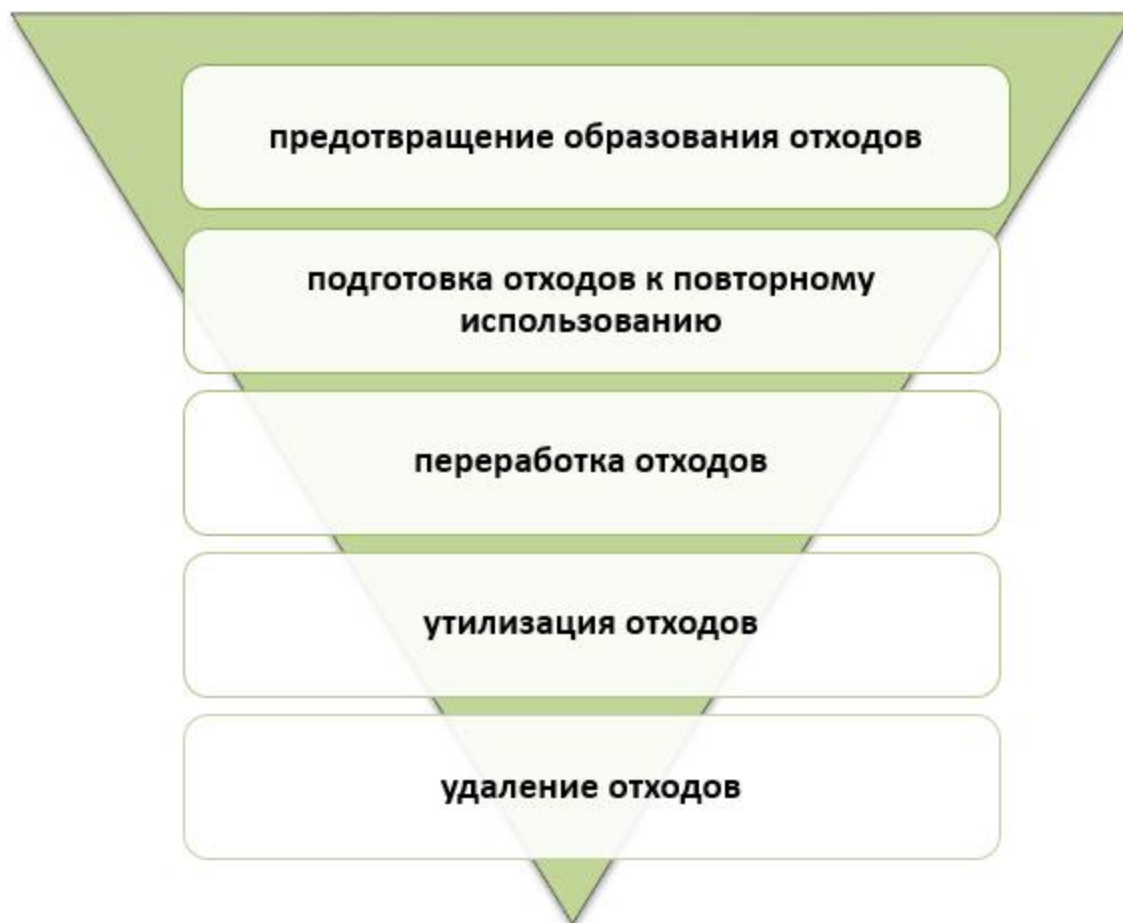 предотвращение образования отходов
подготовка отходов к повторному
использованию
переработка отходов
утилизация отходов
удаление отходов